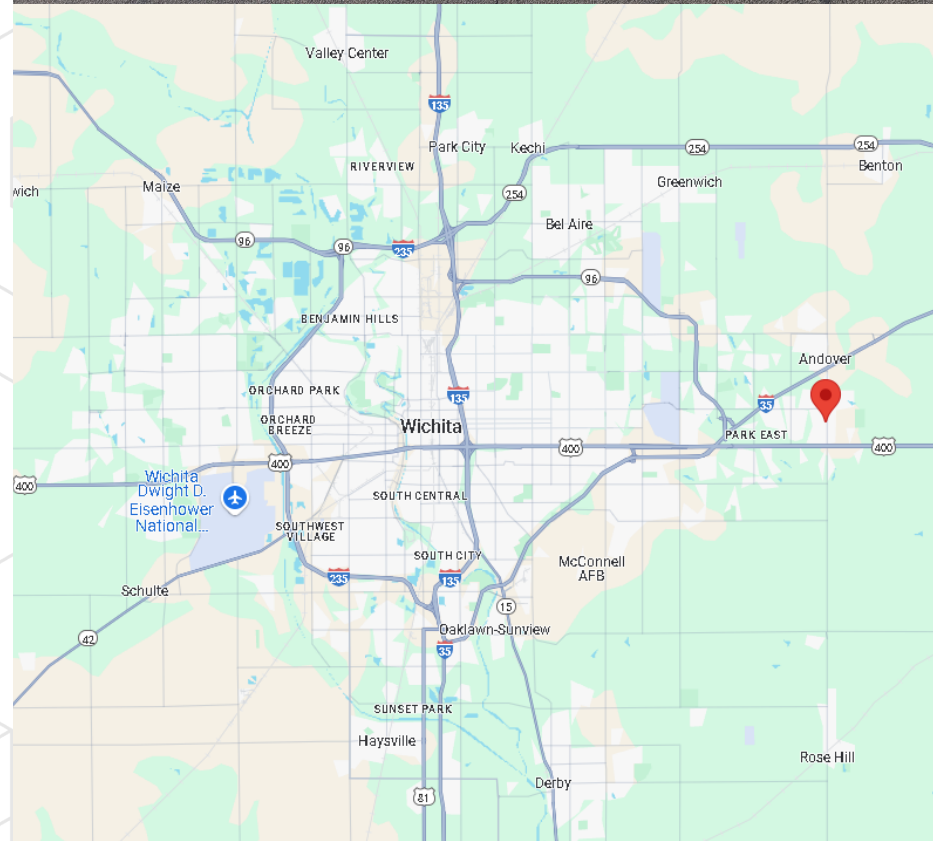 Valley Center
135
Park City
Kechi
254
254
Benton
RIVERVIEW
wich
Maize
Greenwich
254
Bel Aire
96
96
235
96
BENJAMIN HILLS
Andover
ORCHARD PARK
135
35
ORCHARD
BREEZE
Wichita
PARK EAST
400
400
400
400
Wichita
Dwight D.
Eisenhower
National...
SOUTH CENTRAL
SOUTHWEST
VILLAGE
SOUTH CITY
McConnell
AFB
235
135
Schulte
15
42
Oaklawn-Sunview
35
SUNSET PARK
Haysville
Rose Hill
Derby
81